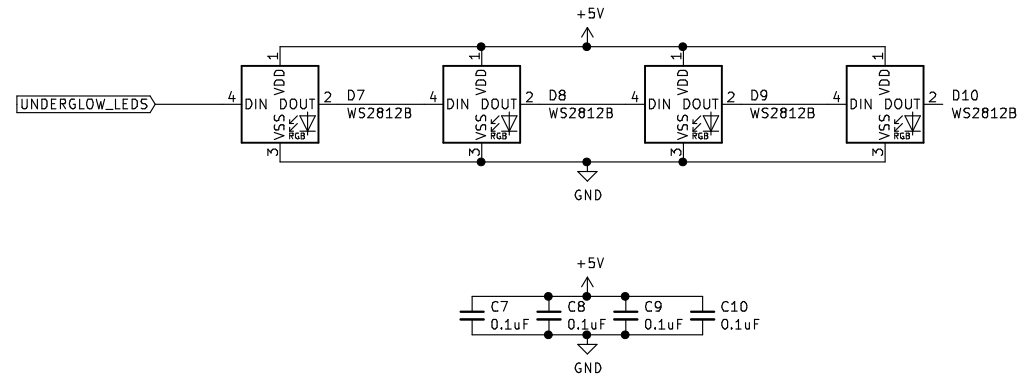 +5V
1 1 1 1
VDD VDD VDD VDD
UNDERGLOW_LEDS 4 DIN DOUT 2 D7 4 DIN DOUT 2 D8 4 DIN DOUT 2 D9 4 DIN DOUT 2 D10
WS2812B WS2812B WS2812B WS2812B
VSS RGB VSS RGB VSS RGB VSS RGB
3 3 3 3
GND
+5V
C7 C8 C9 C10
0.1uF 0.1uF 0.1uF 0.1uF
GND